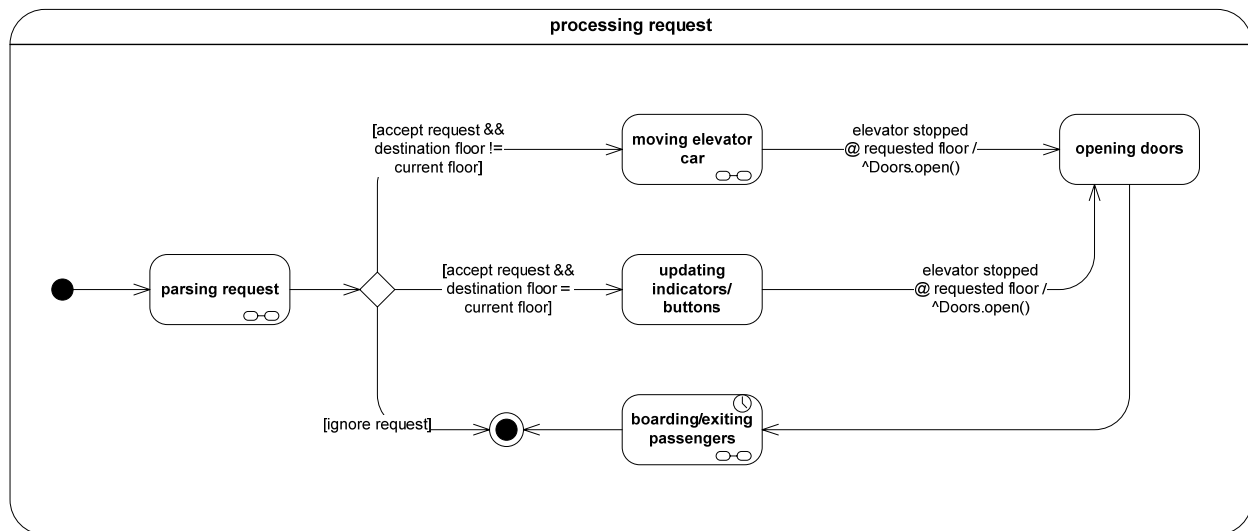 processing request
[accept request &&
destination floor !=
current floor]
moving elevator
car
elevator stopped
@ requested floor /
^Doors.open()
opening doors
parsing request
[accept request &&
destination floor =
current floor]
updating
indicators/
buttons
elevator stopped
@ requested floor /
^Doors.open()
[ignore request]
boarding/exiting
passengers